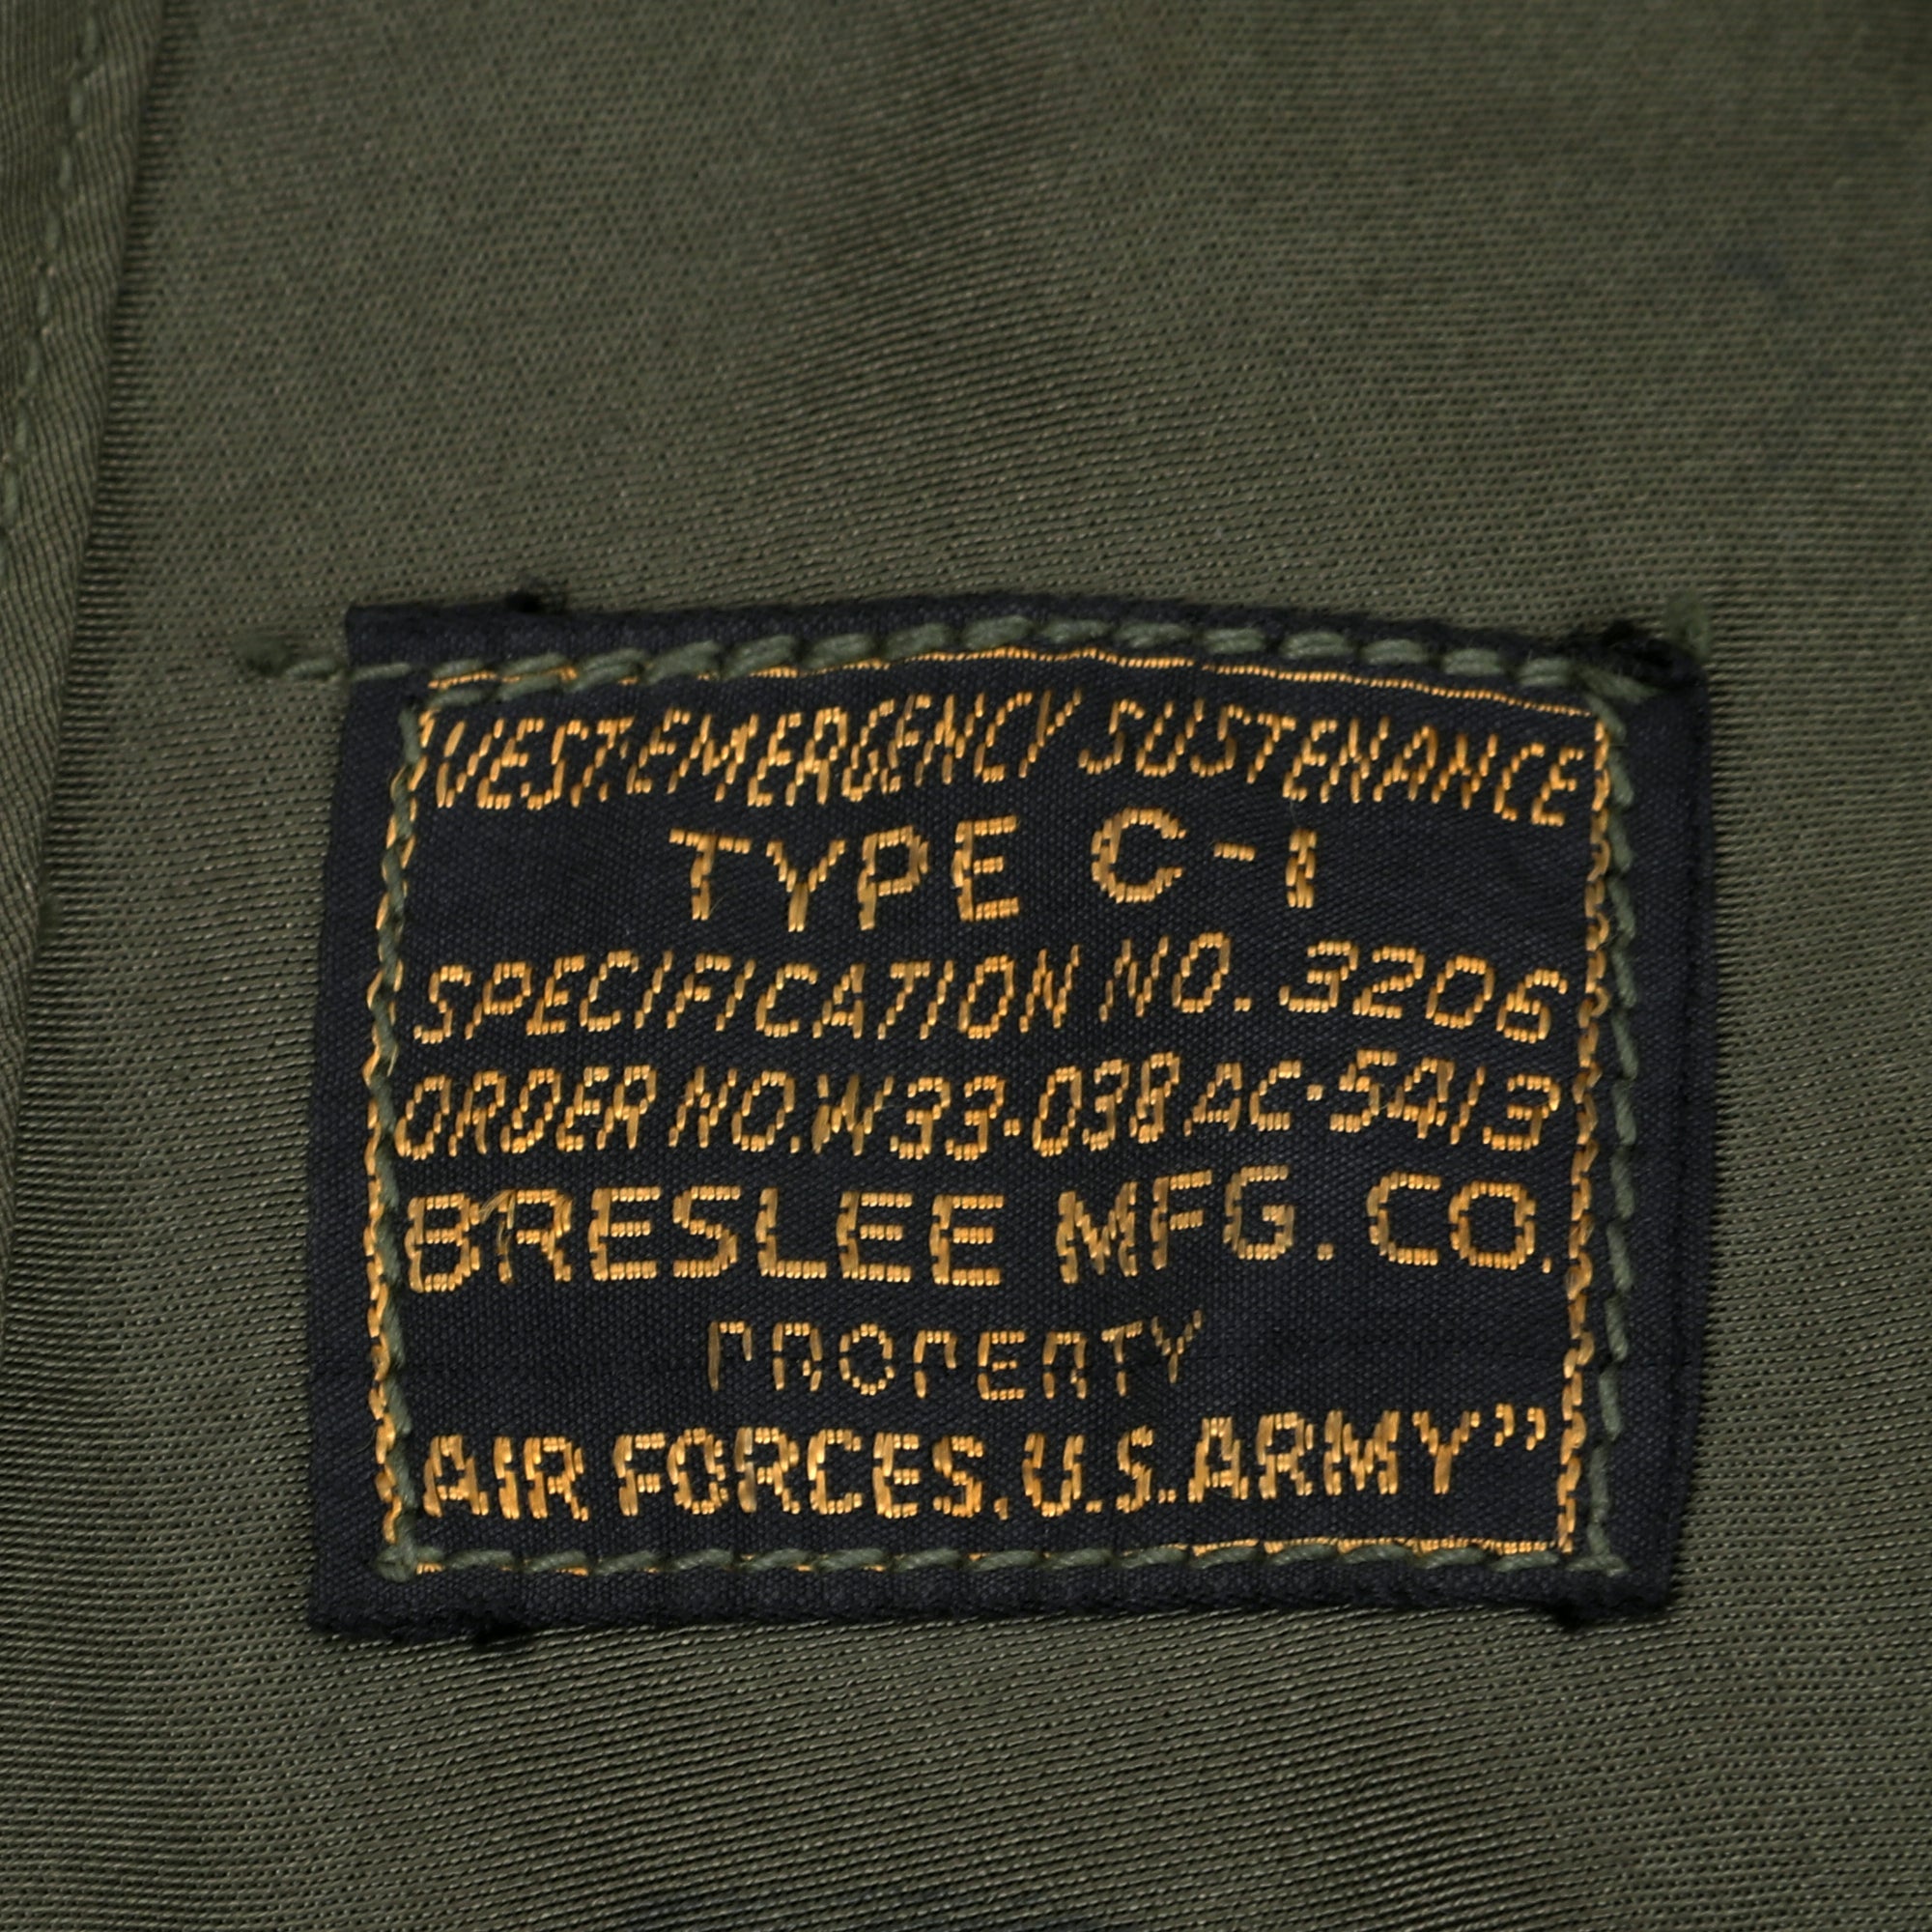 "VEST.EMERGENCY SUSTENANCE
TYPE C-1
SPECIFICATION NO. 3206
ORDER NO.W33-038 AC-5413
BRESLEE MFG. CO.
PROPERTY
AIR FORCES, U.S. ARMY"